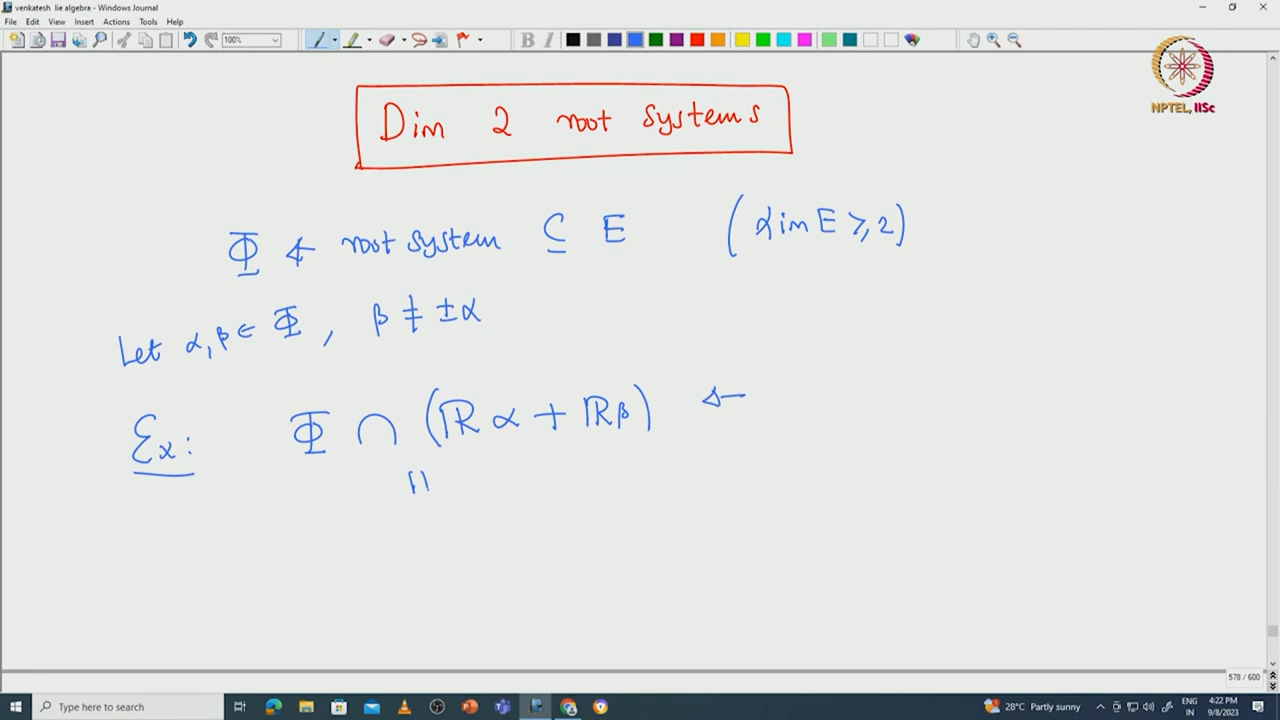 venkatesh lie algebra - Windows Journal
File Edit View Insert Actions Tools Help
100%
B I
NPTEL, IISc
Dim 2 root systems
Φ ← root system ⊆ E (dim E ≥ 2)
Let α, β ∈ Φ, β ≠ ±α
Ex: Φ ∩ (ℝα + ℝβ) ←
"
578 / 600
Type here to search
28°C Partly sunny
ENG
IN
4:22 PM
9/8/2023